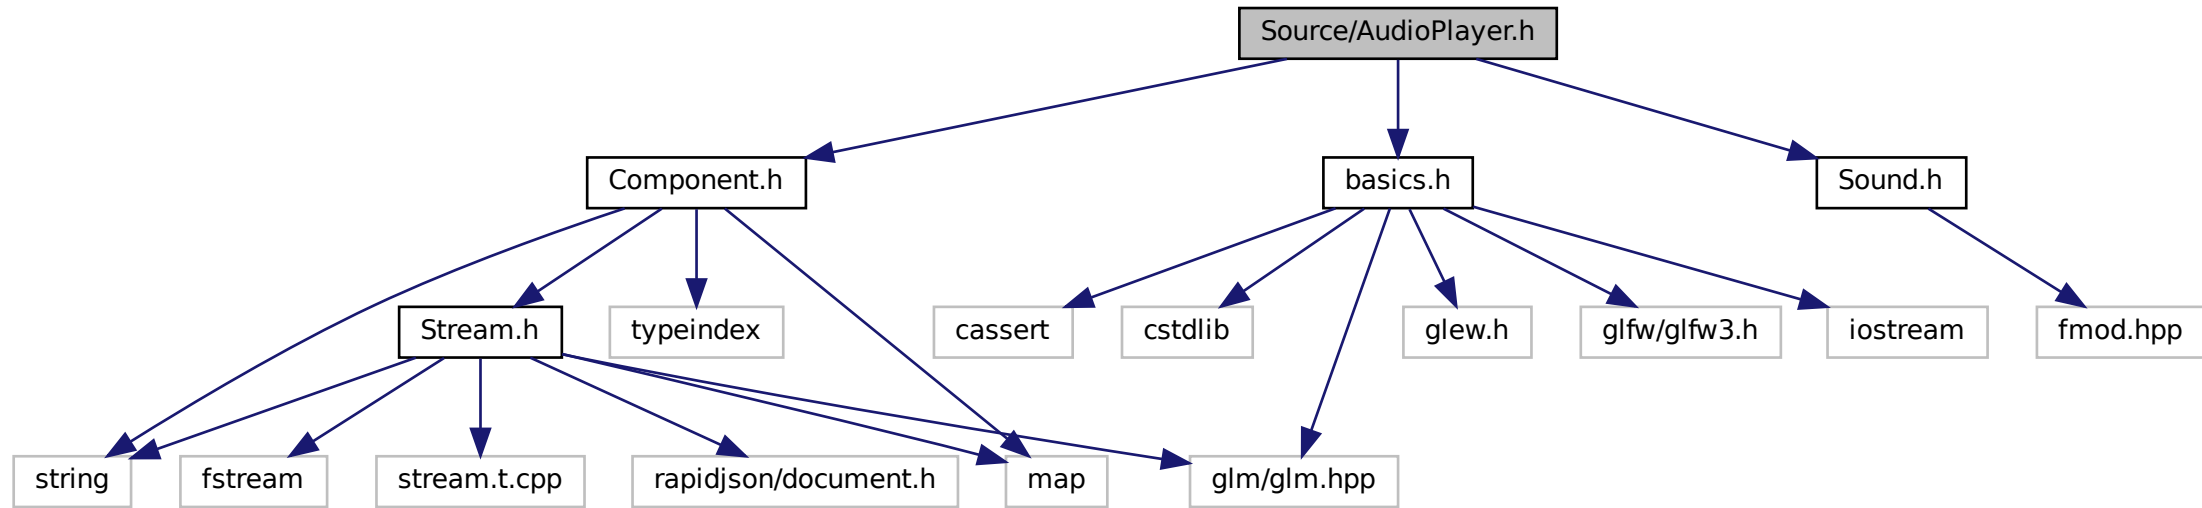 Source/AudioPlayer.h
Component.h
basics.h
Sound.h
Stream.h
typeindex
cassert
cstdlib
glew.h
glfw/glfw3.h
iostream
fmod.hpp
string
fstream
stream.t.cpp
rapidjson/document.h
map
glm/glm.hpp